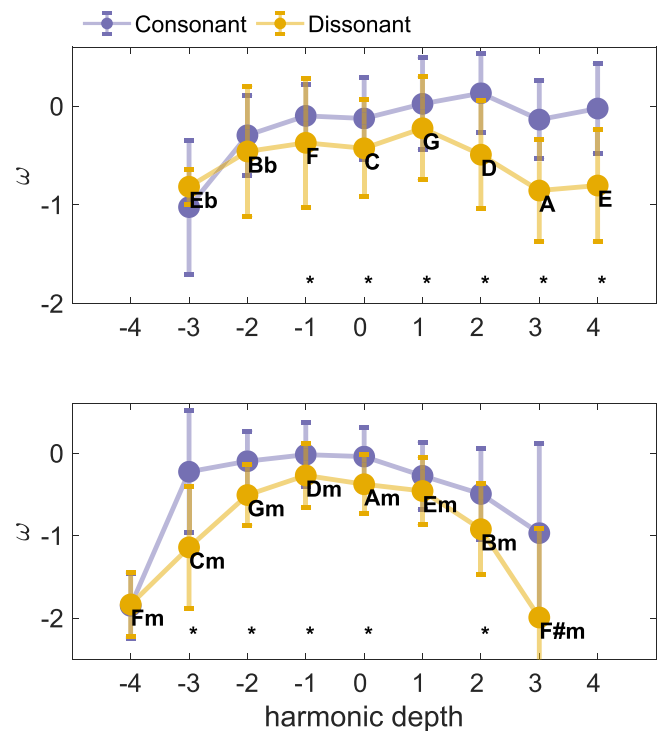 Consonant Dissonant
0
-1
-2
ω
Eb Bb F C G D A E
* * * * * *
-4 -3 -2 -1 0 1 2 3 4
0
-1
-2
ω
Fm Cm Gm Dm Am Em Bm F#m
* * * * *
-4 -3 -2 -1 0 1 2 3 4
harmonic depth